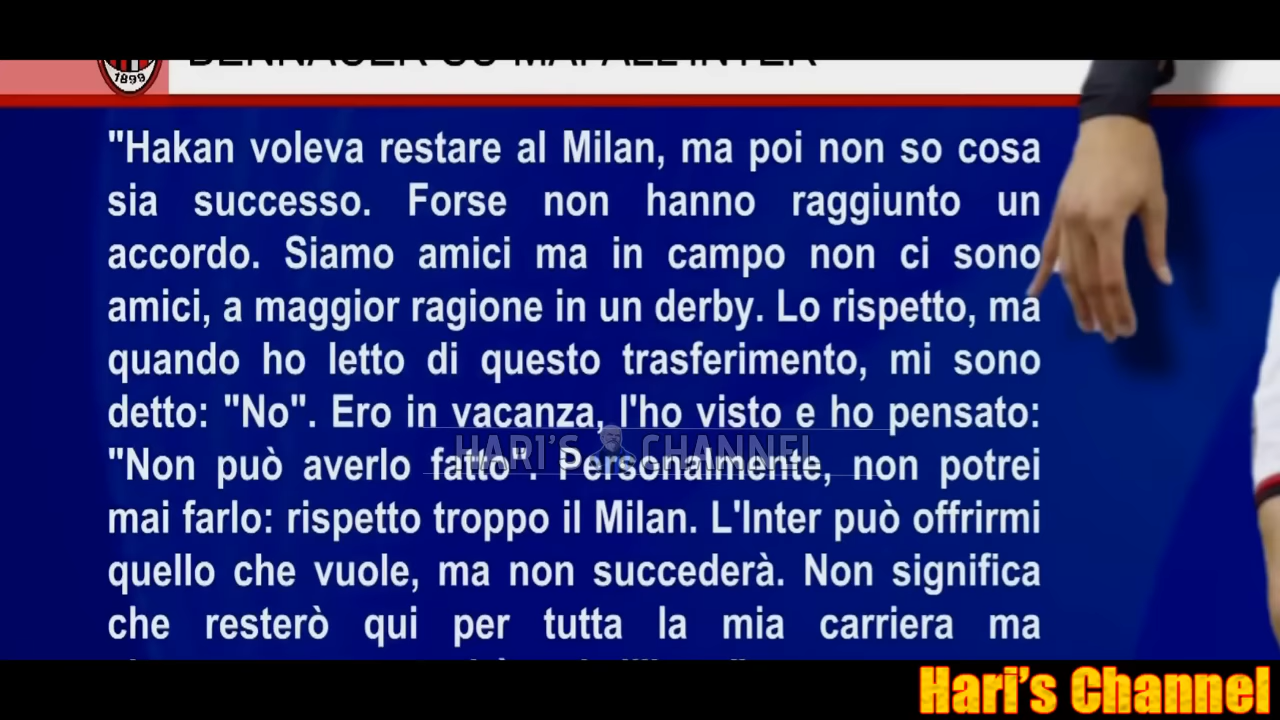 1899
"Hakan voleva restare al Milan, ma poi non so cosa
sia successo. Forse non hanno raggiunto un
accordo. Siamo amici ma in campo non ci sono
amici, a maggior ragione in un derby. Lo rispetto, ma
quando ho letto di questo trasferimento, mi sono
detto: "No". Ero in vacanza, l'ho visto e ho pensato:
HARI'S CHANNEL
"Non può averlo fatto". Personalmente, non potrei
mai farlo: rispetto troppo il Milan. L'Inter può offrirmi
quello che vuole, ma non succederà. Non significa
che resterò qui per tutta la mia carriera ma
Hari's Channel